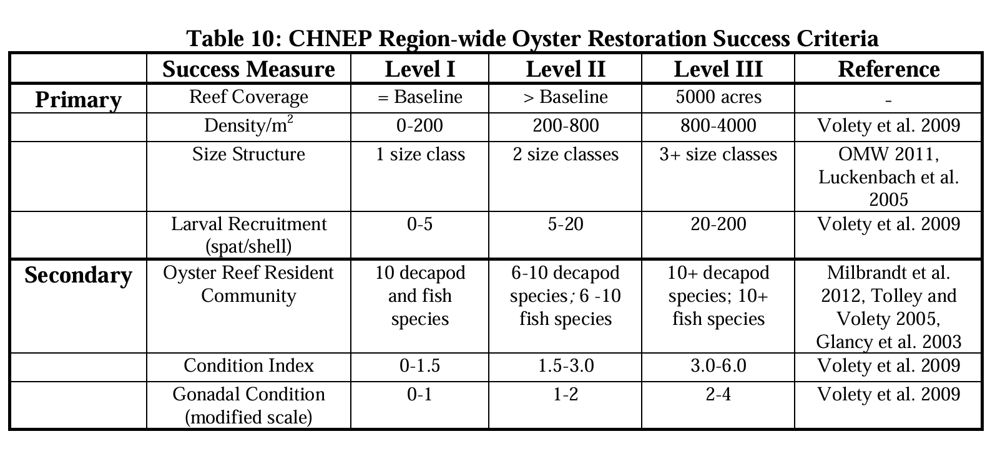 Table 10: CHNEP Region-wide Oyster Restoration Success Criteria
Success Measure Level I Level II Level III Reference
Primary Reef Coverage = Baseline > Baseline 5000 acres -
Density/m² 0-200 200-800 800-4000 Volety et al. 2009
Size Structure 1 size class 2 size classes 3+ size classes OMW 2011,
Luckenbach et al.
2005
Larval Recruitment 0-5 5-20 20-200 Volety et al. 2009
(spat/shell)
Secondary Oyster Reef Resident 10 decapod 6-10 decapod 10+ decapod Milbrandt et al.
Community and fish species; 6 -10 species; 10+ 2012, Tolley and
species fish species fish species Volety 2005,
Glancy et al. 2003
Condition Index 0-1.5 1.5-3.0 3.0-6.0 Volety et al. 2009
Gonadal Condition 0-1 1-2 2-4 Volety et al. 2009
(modified scale)